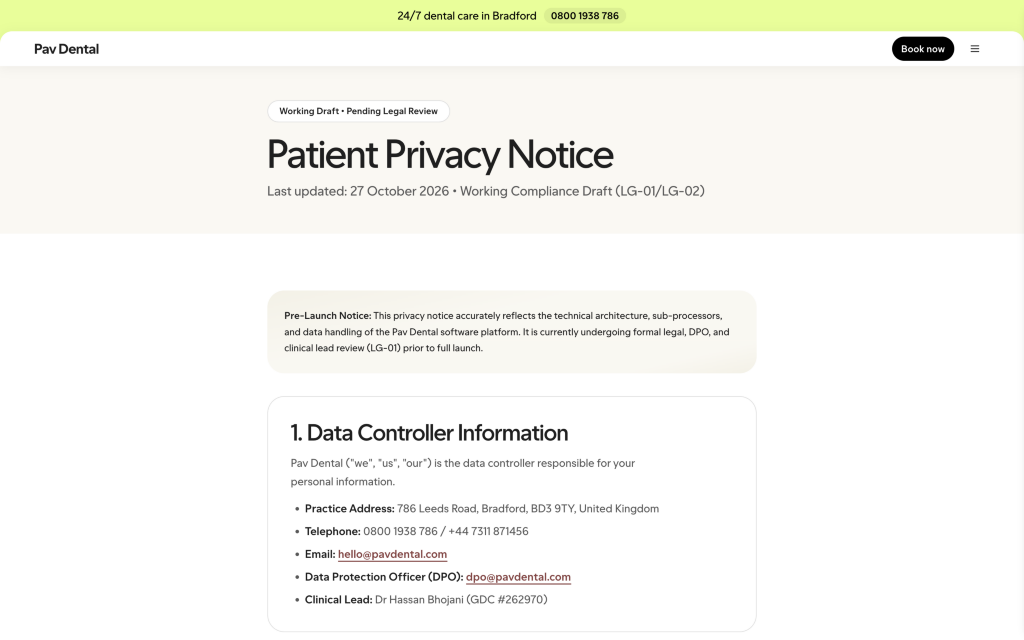 24/7 dental care in Bradford 0800 1938 786
Pav Dental
Book now
Working Draft • Pending Legal Review
Patient Privacy Notice
Last updated: 27 October 2026 • Working Compliance Draft (LG-01/LG-02)
Pre-Launch Notice: This privacy notice accurately reflects the technical architecture, sub-processors,
and data handling of the Pav Dental software platform. It is currently undergoing formal legal, DPO, and
clinical lead review (LG-01) prior to full launch.
1. Data Controller Information
Pav Dental ("we", "us", "our") is the data controller responsible for your
personal information.
• Practice Address: 786 Leeds Road, Bradford, BD3 9TY, United Kingdom
• Telephone: 0800 1938 786 / +44 7311 871456
• Email: hello@pavdental.com
• Data Protection Officer (DPO): dpo@pavdental.com
• Clinical Lead: Dr Hassan Bhojani (GDC #262970)